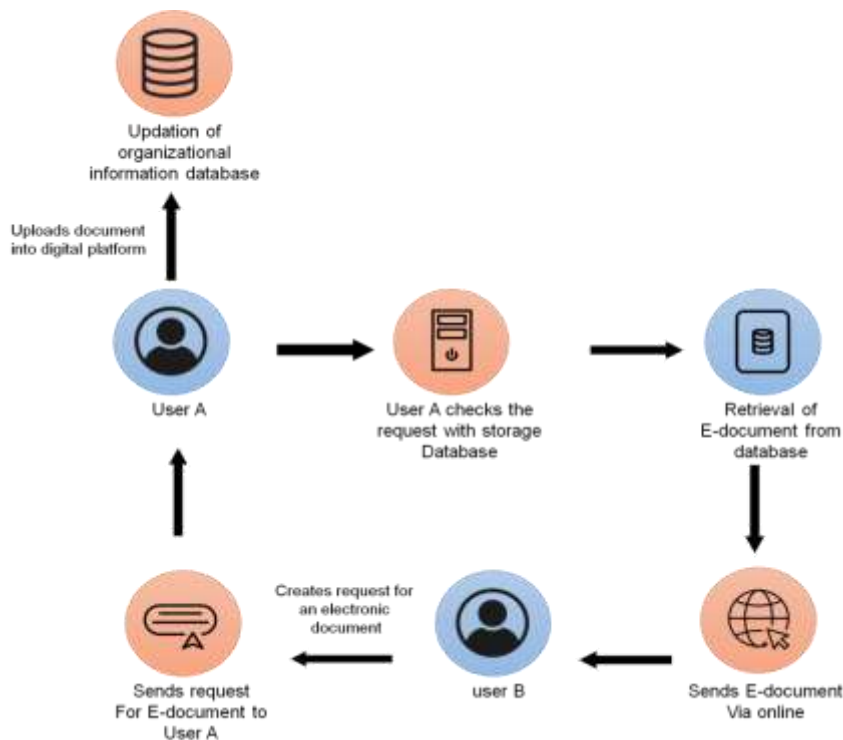 Updation of
organizational
information database
Uploads document
into digital platform
User A
User A checks the
request with storage
Database
Retrieval of
E-document from
database
Creates request for
an electronic
document
Sends request
For E-document to
User A
user B
Sends E-document
Via online